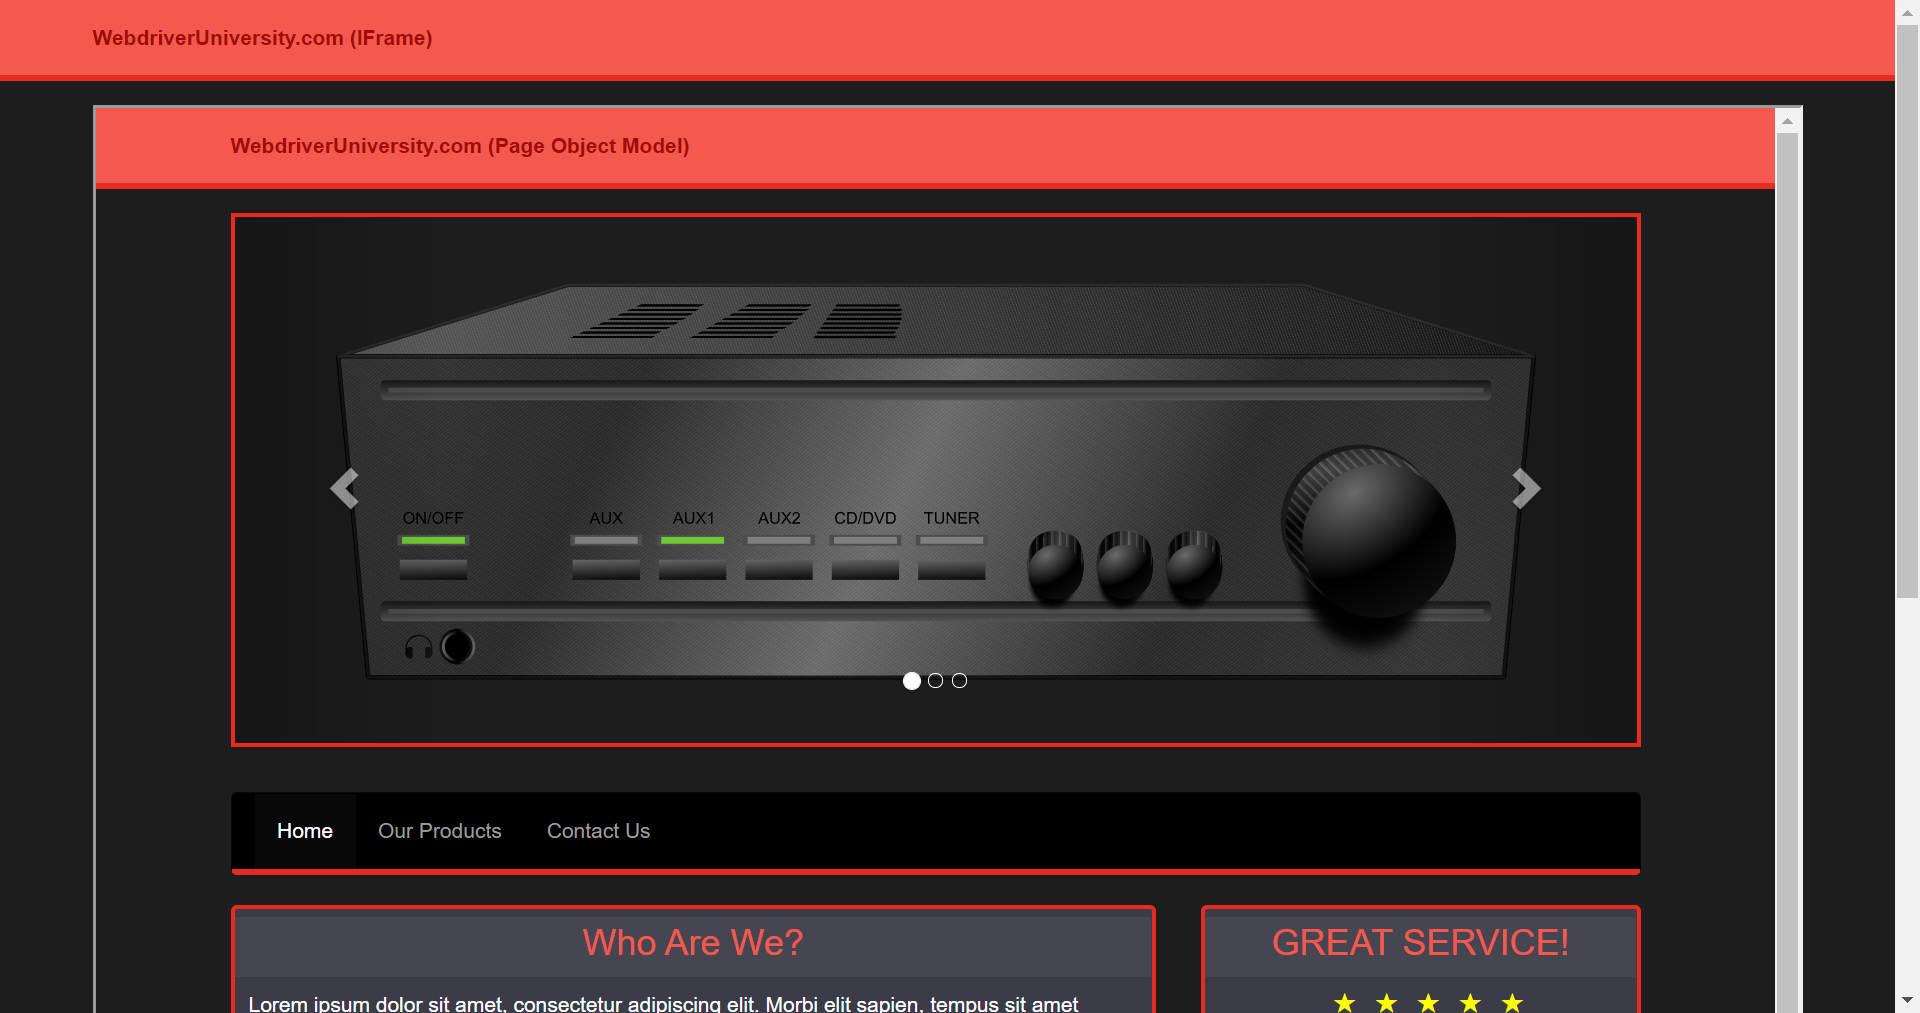 WebdriverUniversity.com (IFrame)
WebdriverUniversity.com (Page Object Model)
ON/OFF AUX AUX1 AUX2 CD/DVD TUNER
Home Our Products Contact Us
Who Are We?
Lorem ipsum dolor sit amet, consectetur adipiscing elit. Morbi elit sapien, tempus sit amet
GREAT SERVICE!